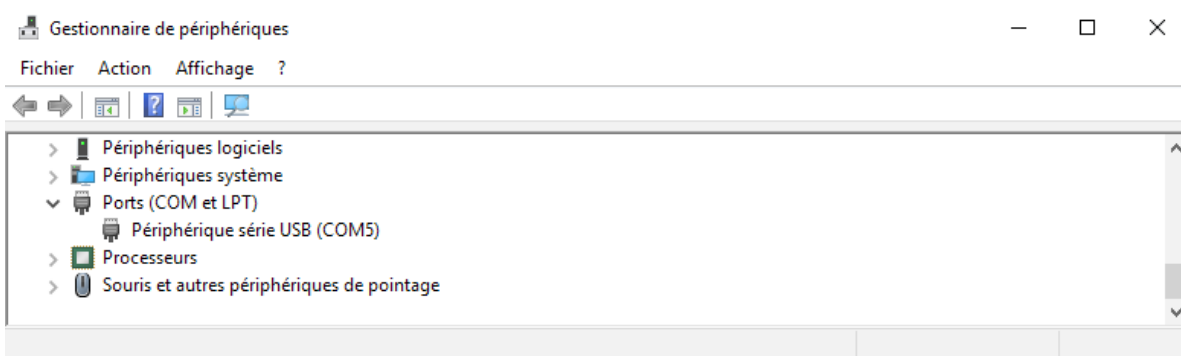 Gestionnaire de périphériques
Fichier Action Affichage ?
Périphériques logiciels
Périphériques système
Ports (COM et LPT)
Périphérique série USB (COM5)
Processeurs
Souris et autres périphériques de pointage